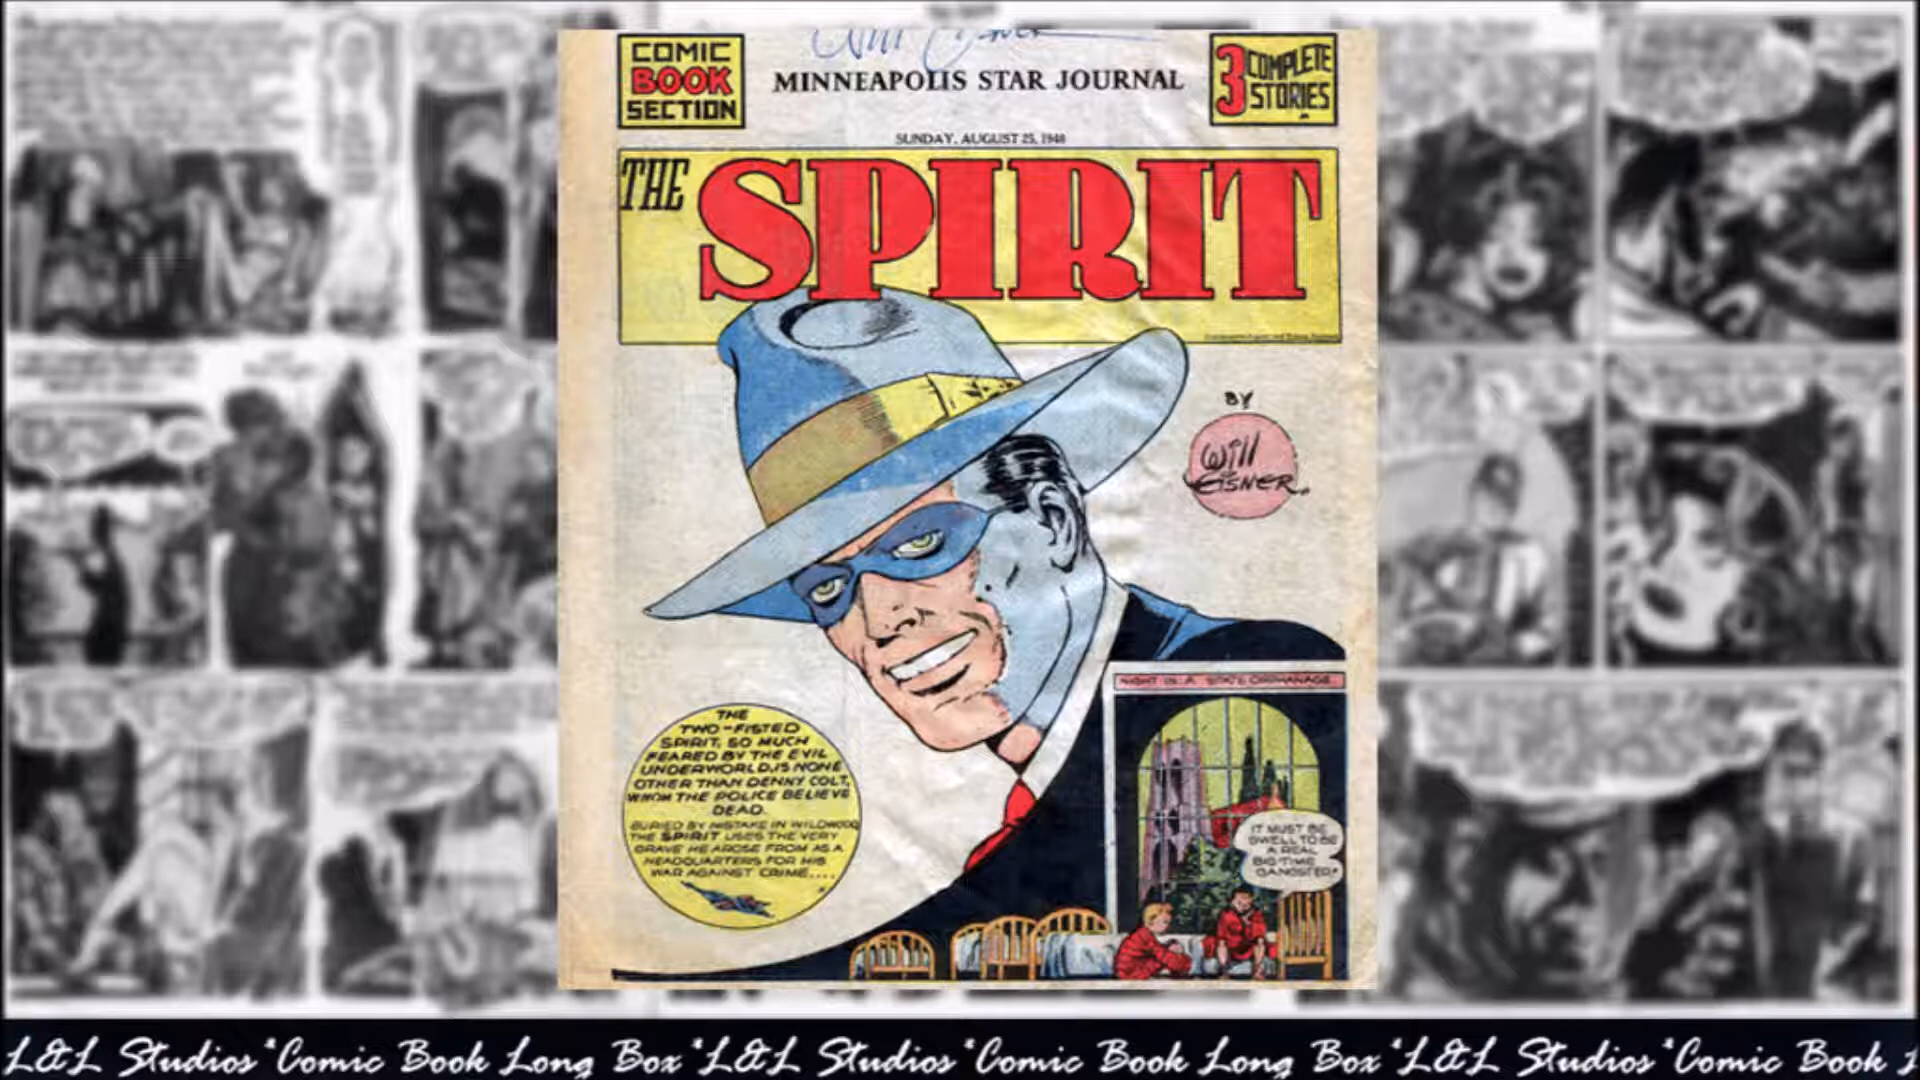 Will Eisner
COMIC
BOOK
SECTION
MINNEAPOLIS STAR JOURNAL
3 COMPLETE
STORIES
SUNDAY, AUGUST 25, 1940
THE SPIRIT
BY
Will
EISNER.
NIGHT IN A STATE ORPHANAGE
THE
TWO-FISTED
SPIRIT, SO MUCH
FEARED BY THE EVIL
UNDERWORLD, IS NONE
OTHER THAN DENNY COLT,
WHOM THE POLICE BELIEVE
DEAD.
BURIED BY MISTAKE IN WILDWOOD
THE SPIRIT USES THE VERY
GRAVE HE AROSE FROM AS A
HEADQUARTERS FOR HIS
WAR AGAINST CRIME....
IT MUST BE
SWELL TO BE
A REAL
BIG-TIME
GANGSTER!
L&L Studios *Comic Book Long Box *L&L Studios *Comic Book Long Box *L&L Studios *Comic Book L